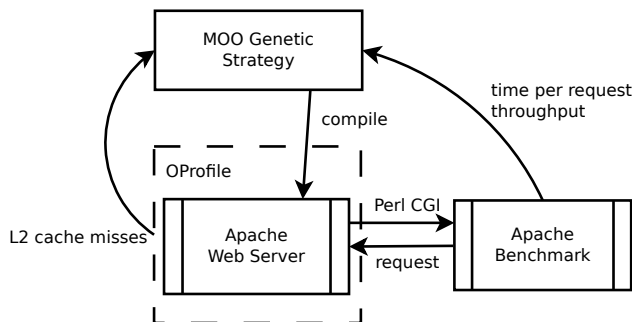 MOO Genetic
Strategy
time per request
throughput
compile
OProfile
Perl CGI
L2 cache misses
Apache
Web Server
Apache
Benchmark
request